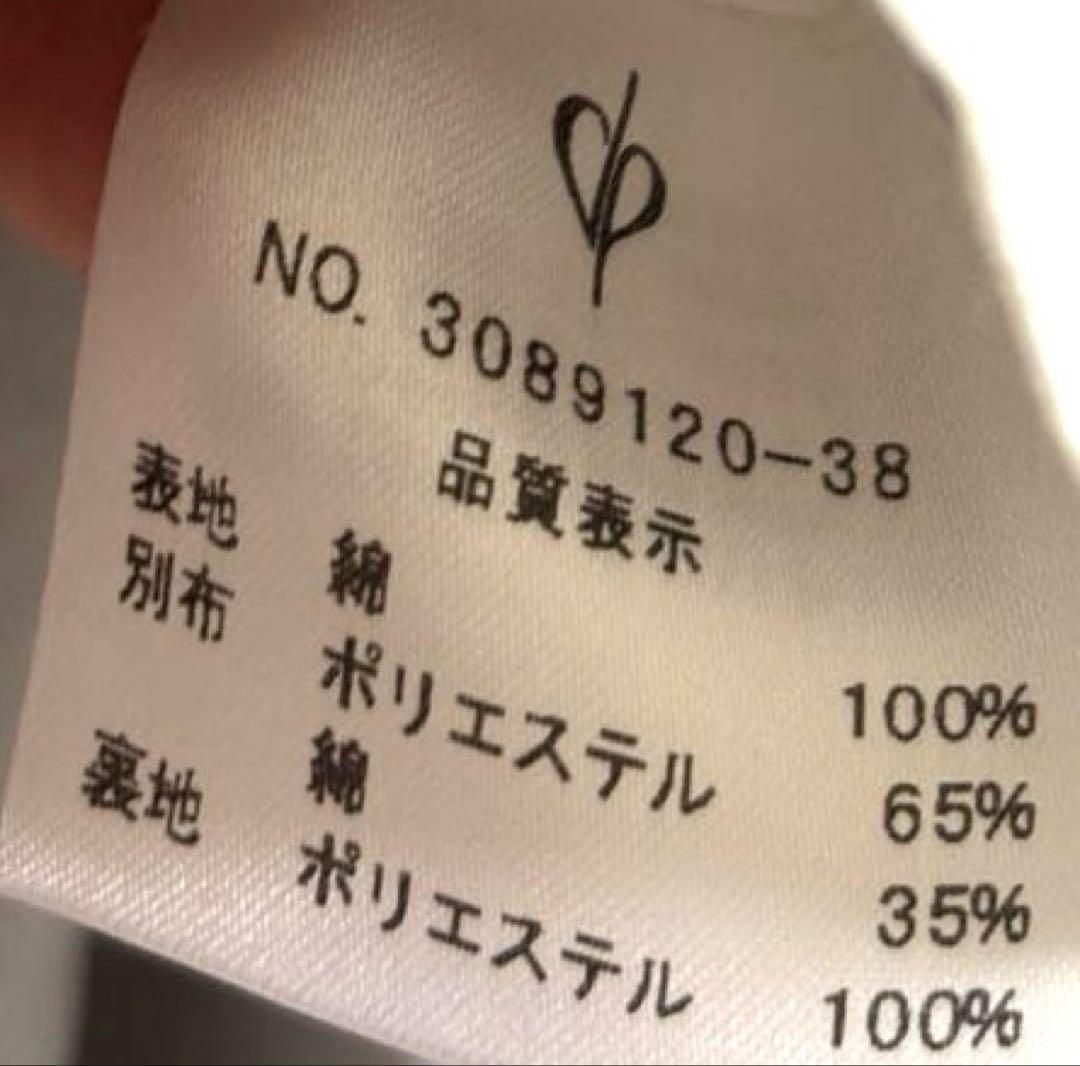 NO. 3089120-38
品質表示
表地 綿 100%
別布 ポリエステル 65%
綿 35%
裏地 ポリエステル 100%